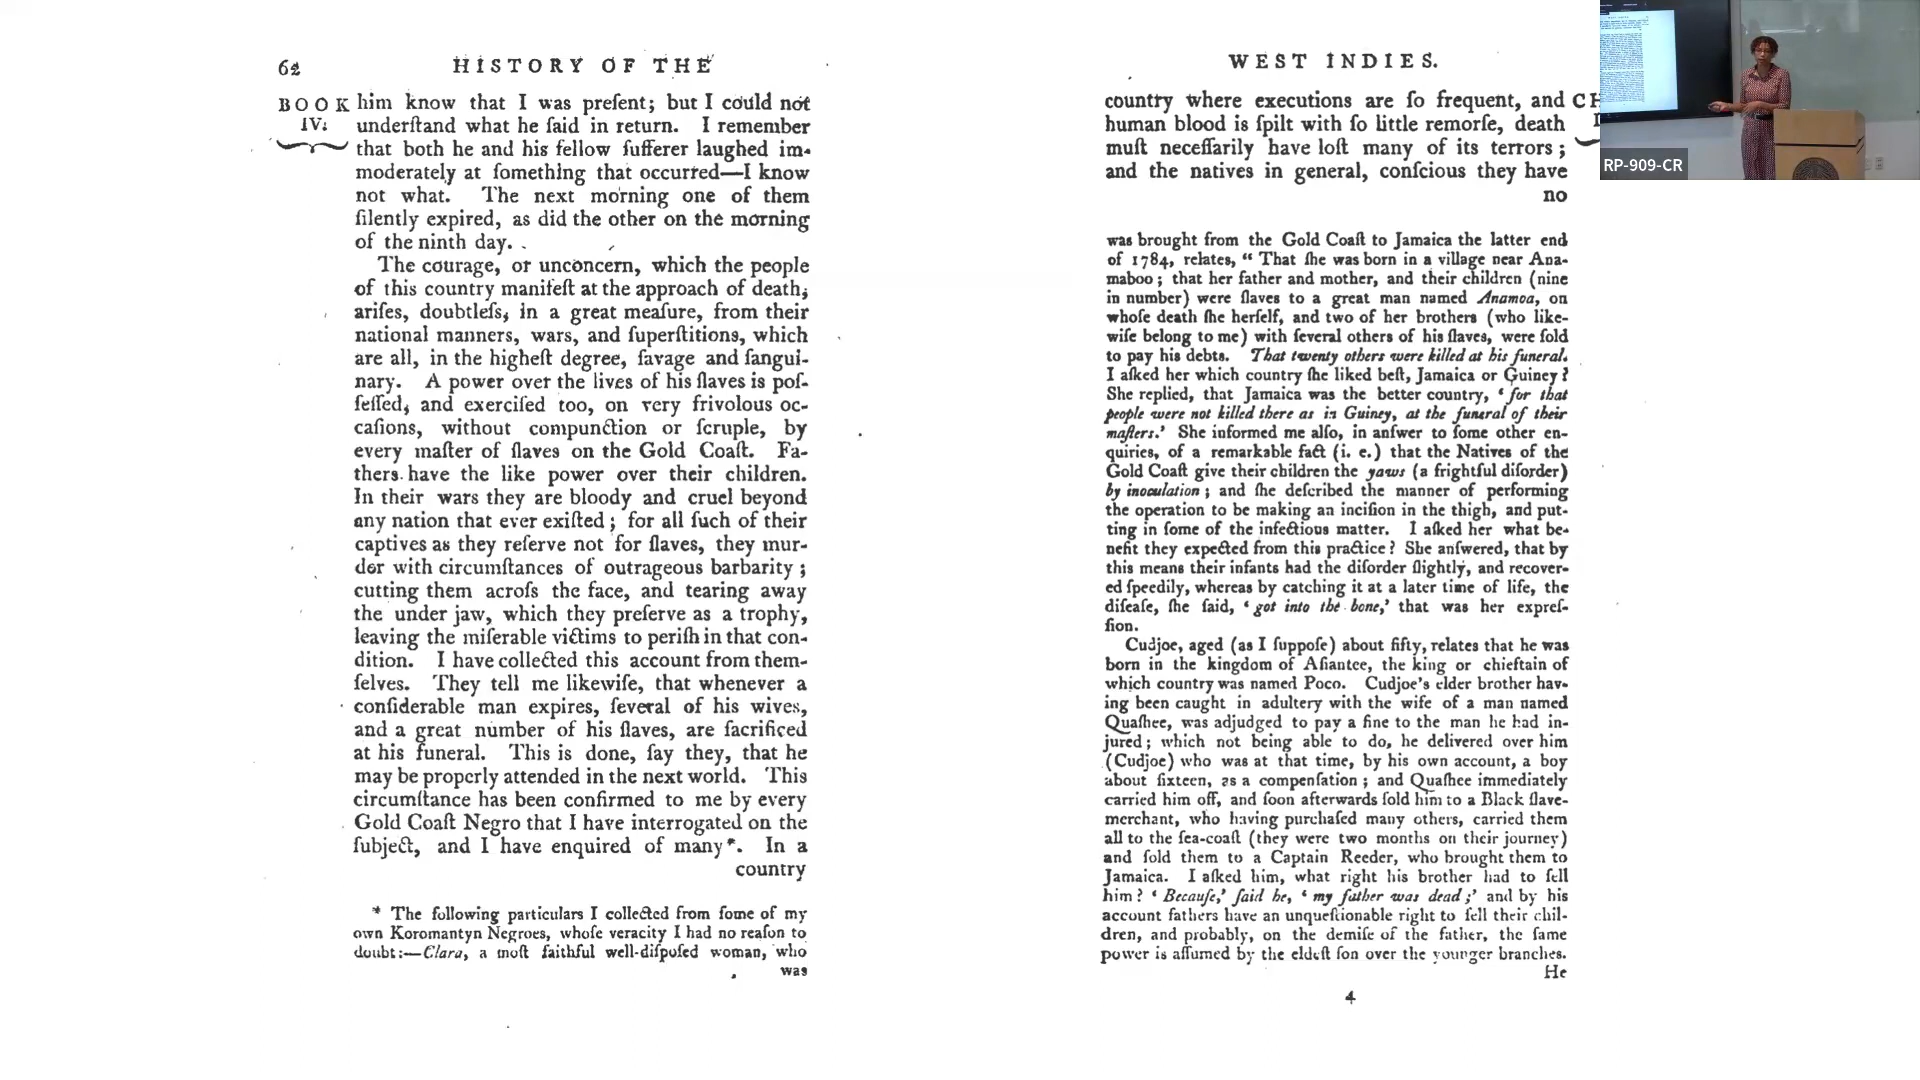 62 HISTORY OF THE
BOOK
IV.
him know that I was preſent; but I could not
underſtand what he ſaid in return. I remember
that both he and his fellow ſufferer laughed im-
moderately at ſomething that occurred—I know
not what. The next morning one of them
ſilently expired, as did the other on the morning
of the ninth day.
The courage, or unconcern, which the people
of this country manifeſt at the approach of death,
ariſes, doubtleſs, in a great meaſure, from their
national manners, wars, and ſuperſtitions, which
are all, in the higheſt degree, ſavage and ſangui-
nary. A power over the lives of his ſlaves is poſ-
ſeſſed, and exerciſed too, on very frivolous oc-
caſions, without compunction or ſcruple, by
every maſter of ſlaves on the Gold Coaſt. Fa-
thers have the like power over their children.
In their wars they are bloody and cruel beyond
any nation that ever exiſted; for all ſuch of their
captives as they reſerve not for ſlaves, they mur-
der with circumſtances of outrageous barbarity;
cutting them acroſs the face, and tearing away
the under jaw, which they preſerve as a trophy,
leaving the miſerable victims to periſh in that con-
dition. I have collected this account from them-
ſelves. They tell me likewiſe, that whenever a
conſiderable man expires, ſeveral of his wives,
and a great number of his ſlaves, are ſacrificed
at his funeral. This is done, ſay they, that he
may be properly attended in the next world. This
circumſtance has been confirmed to me by every
Gold Coaſt Negro that I have interrogated on the
ſubject, and I have enquired of many*. In a
country
* The following particulars I collected from ſome of my
own Koromantyn Negroes, whoſe veracity I had no reaſon to
doubt:—Clara, a moſt faithful well-diſpoſed woman, who
was
WEST INDIES.
country where executions are ſo frequent, and
human blood is ſpilt with ſo little remorſe, death
muſt neceſſarily have loſt many of its terrors;
and the natives in general, conſcious they have
no
was brought from the Gold Coaſt to Jamaica the latter end
of 1784, relates, “ That ſhe was born in a village near Ana-
maboo; that her father and mother, and their children (nine
in number) were ſlaves to a great man named Anamoa, on
whoſe death ſhe herſelf, and two of her brothers (who like-
wiſe belong to me) with ſeveral others of his ſlaves, were ſold
to pay his debts. That twenty others were killed at his funeral.
I aſked her which country ſhe liked beſt, Jamaica or Guiney?
She replied, that Jamaica was the better country, ‘ for that
people were not killed there as in Guiney, at the funeral of their
maſters.’ She informed me alſo, in anſwer to ſome other en-
quiries, of a remarkable fact (i. e.) that the Natives of the
Gold Coaſt give their children the yaws (a frightful diſorder)
by inoculation; and ſhe deſcribed the manner of performing
the operation to be making an inciſion in the thigh, and put-
ting in ſome of the infectious matter. I aſked her what be-
nefit they expected from this practice? She anſwered, that by
this means their infants had the diſorder ſlightly, and recover-
ed ſpeedily, whereas by catching it at a later time of life, the
diſeaſe, ſhe ſaid, ‘ got into the bone,’ that was her expreſ-
ſion.
Cudjoe, aged (as I ſuppoſe) about fifty, relates that he was
born in the kingdom of Aſiantee, the king or chieftain of
which country was named Poco. Cudjoe's elder brother hav-
ing been caught in adultery with the wife of a man named
Quaſhee, was adjudged to pay a fine to the man he had in-
jured; which not being able to do, he delivered over him
(Cudjoe) who was at that time, by his own account, a boy
about ſixteen, as a compenſation; and Quaſhee immediately
carried him off, and ſoon afterwards ſold him to a Black ſlave-
merchant, who having purchaſed many others, carried them
all to the ſea-coaſt (they were two months on their journey)
and ſold them to a Captain Reeder, who brought them to
Jamaica. I aſked him, what right his brother had to ſell
him? ‘ Becauſe,’ ſaid he, ‘ my father was dead;’ and by his
account fathers have an unqueſtionable right to ſell their chil-
dren, and probably, on the demiſe of the father, the ſame
power is aſſumed by the eldeſt ſon over the younger branches.
He
4
RP-909-CR